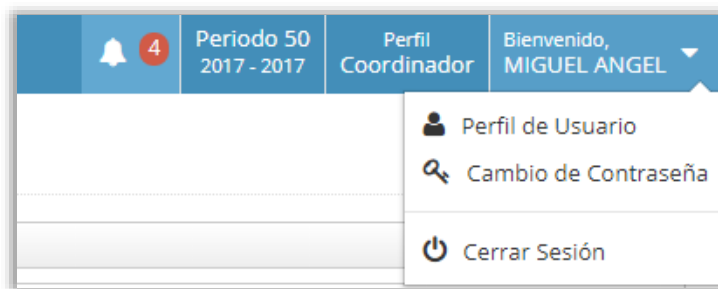 4
Periodo 50
2017 - 2017
Perfil
Coordinador
Bienvenido,
MIGUEL ANGEL
Perfil de Usuario
Cambio de Contraseña
Cerrar Sesión